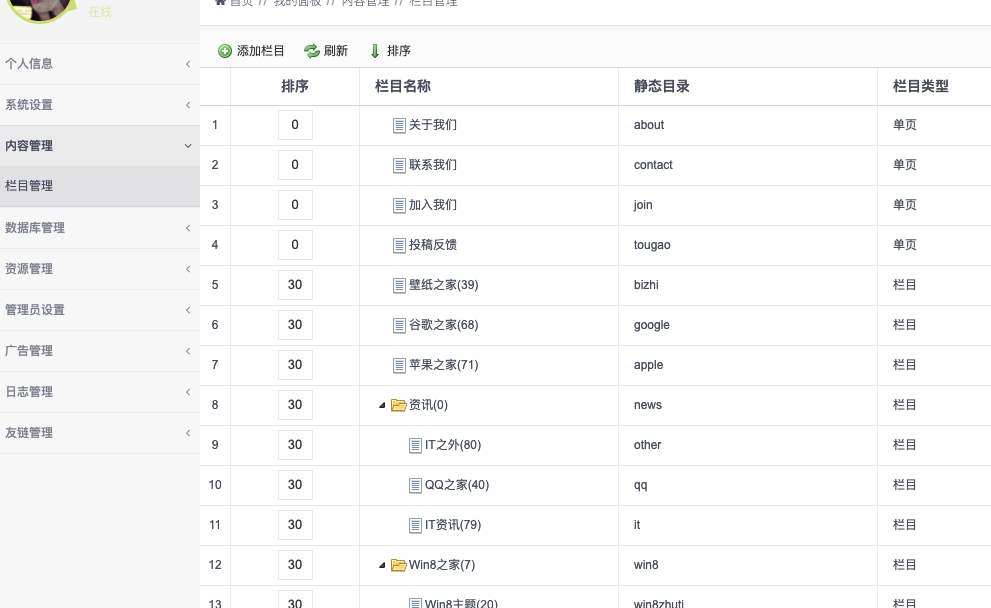 在线
首页 // 我的面板 // 内容管理 // 栏目管理
个人信息
系统设置
内容管理
栏目管理
数据库管理
资源管理
管理员设置
广告管理
日志管理
友链管理
添加栏目 刷新 排序
排序 栏目名称 静态目录 栏目类型
1 0 关于我们 about 单页
2 0 联系我们 contact 单页
3 0 加入我们 join 单页
4 0 投稿反馈 tougao 单页
5 30 壁纸之家(39) bizhi 栏目
6 30 谷歌之家(68) google 栏目
7 30 苹果之家(71) apple 栏目
8 30 资讯(0) news 栏目
9 30 IT之外(80) other 栏目
10 30 QQ之家(40) qq 栏目
11 30 IT资讯(79) it 栏目
12 30 Win8之家(7) win8 栏目
13 30 Win8主题(20) win8zhuti 栏目